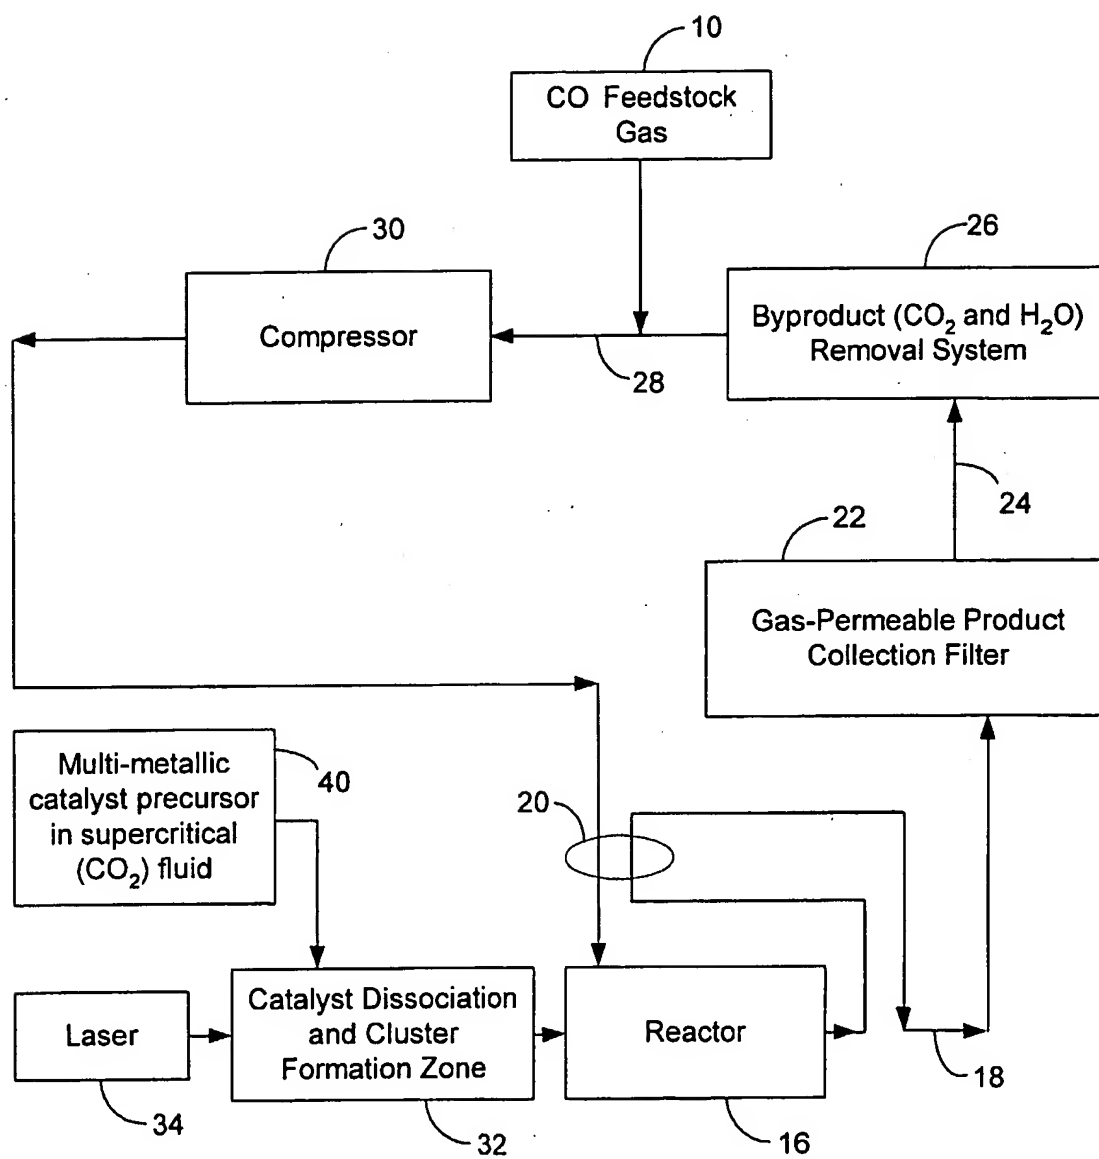 10
CO Feedstock
Gas
30
26
Compressor
Byproduct (CO₂ and H₂O)
Removal System
28
24
22
Gas-Permeable Product
Collection Filter
Multi-metallic
catalyst precursor
in supercritical
(CO₂) fluid
40
20
Laser
Catalyst Dissociation
and Cluster
Formation Zone
Reactor
18
34
32
16